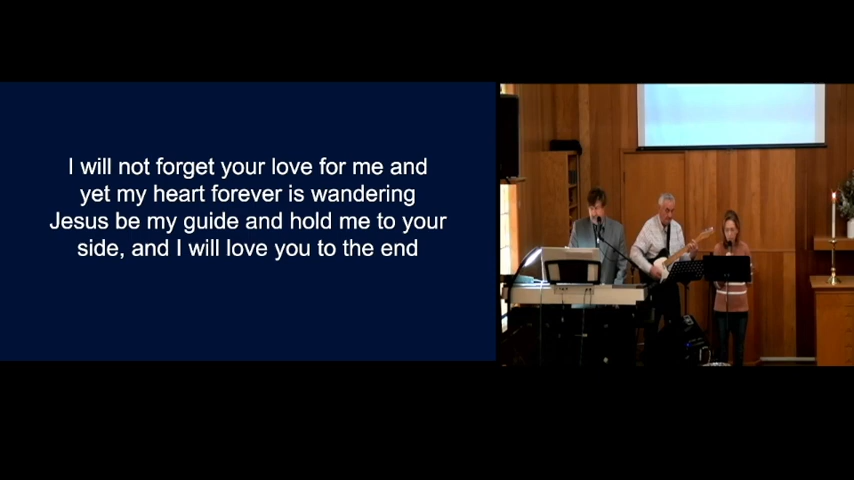 I will not forget your love for me and
yet my heart forever is wandering
Jesus be my guide and hold me to your
side, and I will love you to the end